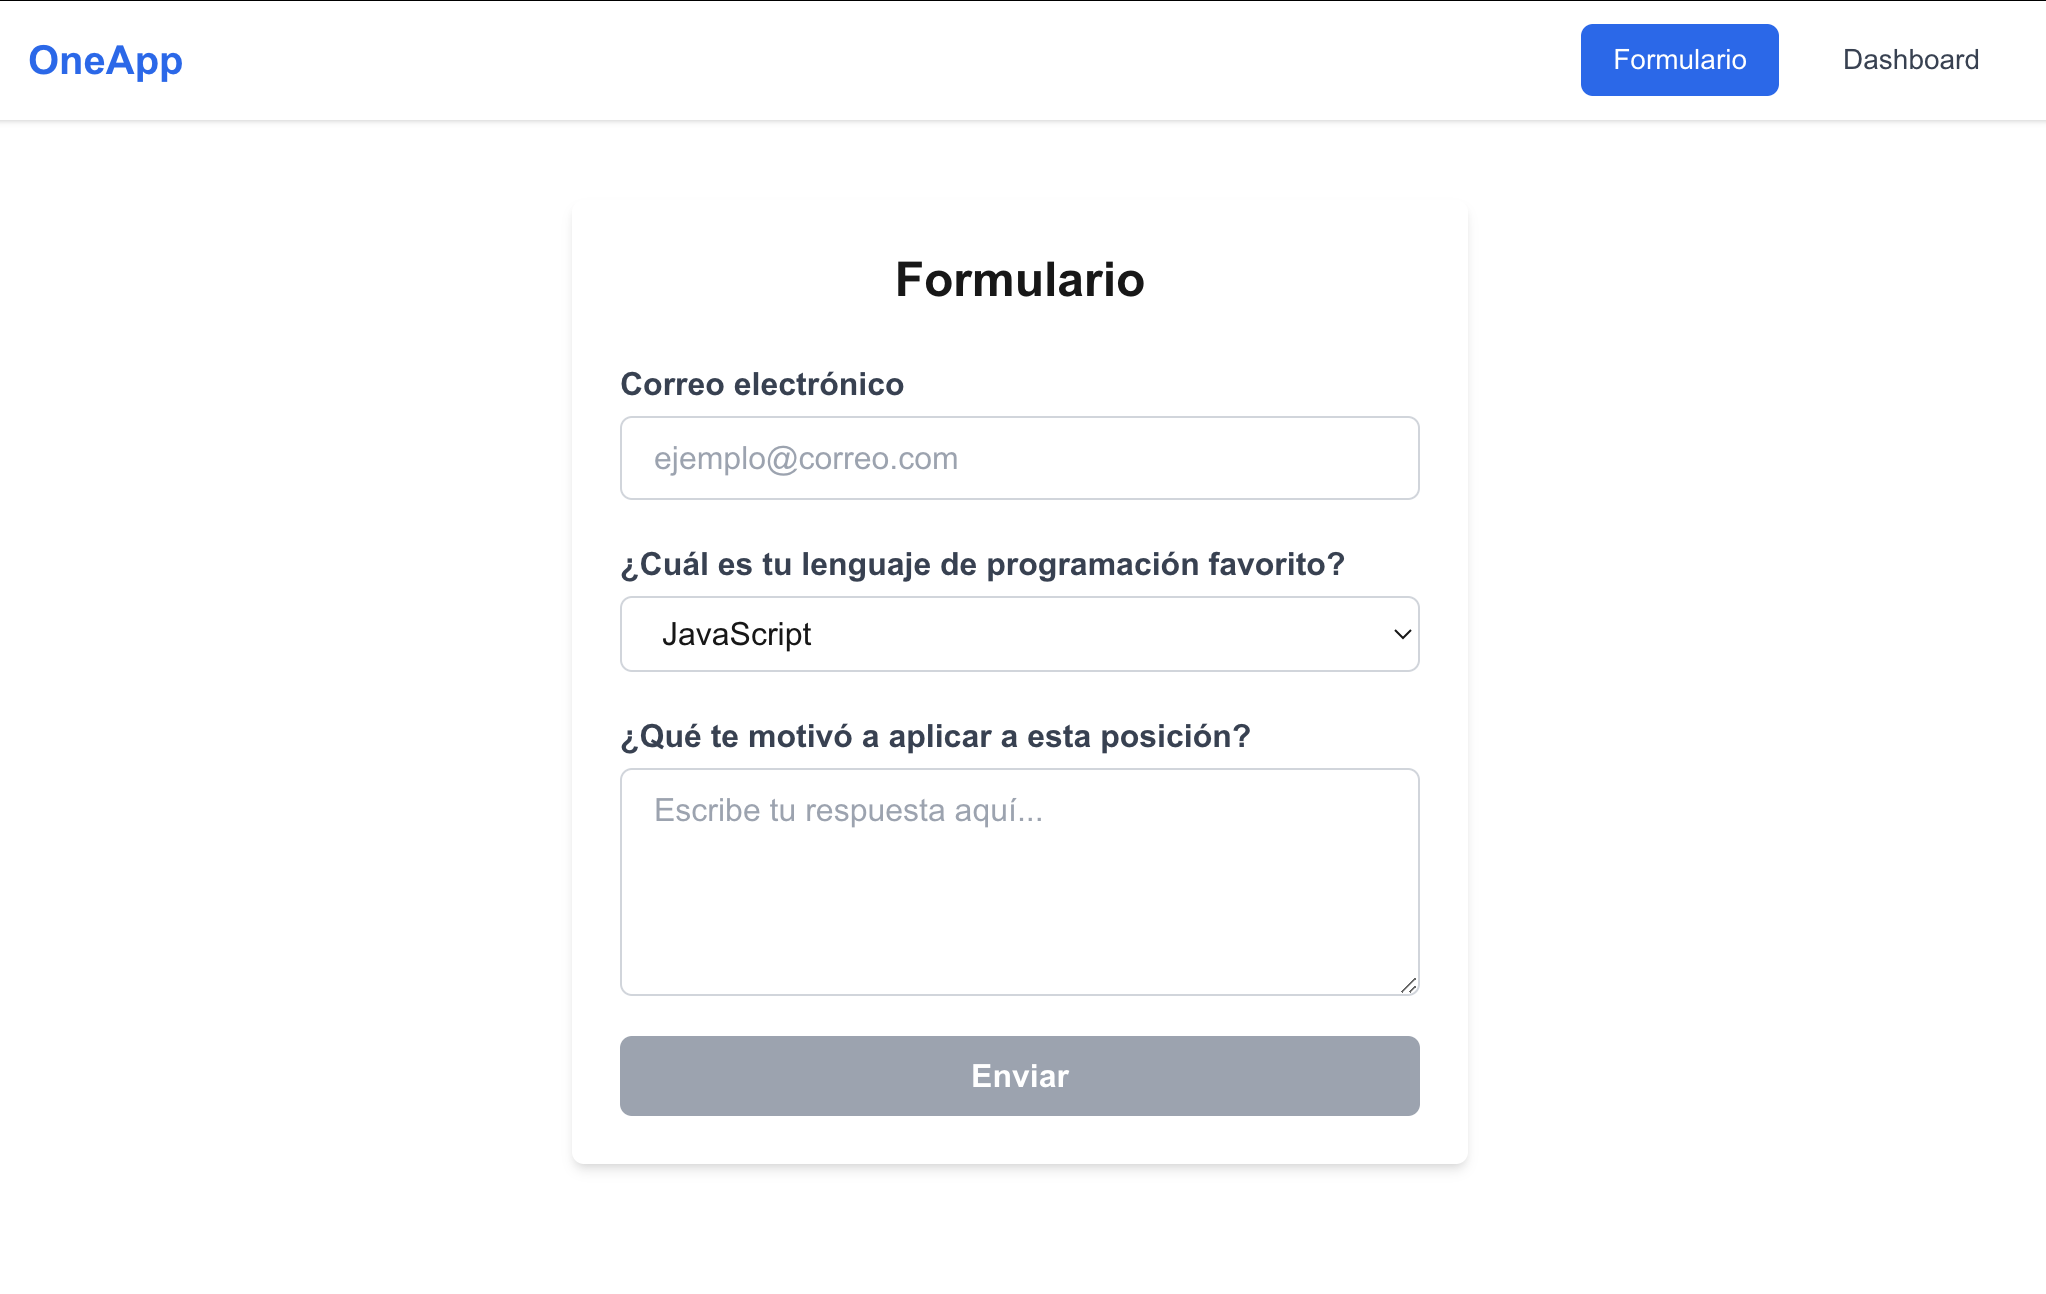 OneApp
Formulario
Dashboard
Formulario
Correo electrónico
ejemplo@correo.com
¿Cuál es tu lenguaje de programación favorito?
JavaScript
¿Qué te motivó a aplicar a esta posición?
Escribe tu respuesta aquí...
Enviar